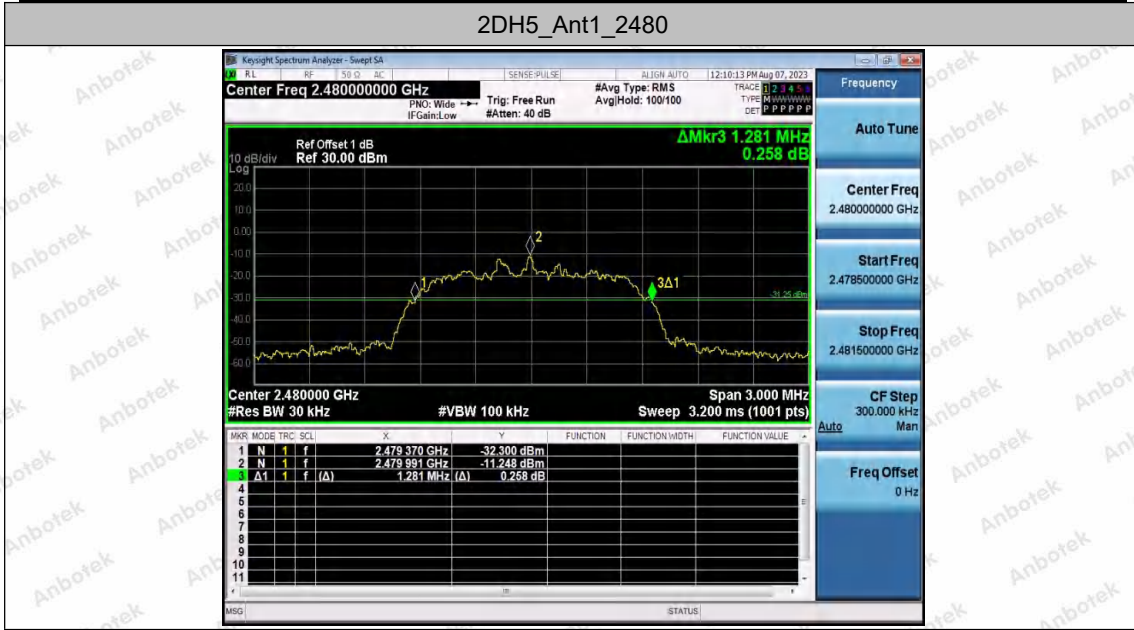 2DH5_Ant1_2480
Keysight Spectrum Analyzer - Swept SA
RL RF 50 Ω AC SENSE:PULSE ALIGN AUTO 12:10:13 PM Aug 07, 2023
Center Freq 2.480000000 GHz
PNO: Wide
IFGain:Low
Trig: Free Run
#Atten: 40 dB
#Avg Type: RMS
Avg|Hold: 100/100
TRACE 1 2 3 4 5 6
TYPE M
DET P P P P P P
ΔMkr3 1.281 MHz
0.258 dB
Ref Offset 1 dB
10 dB/div Ref 30.00 dBm
Log
20.0
10.0
0.00
-10.0
-20.0
-30.0
-40.0
-50.0
-60.0
1
2
3Δ1
-31.25 dBm
Center 2.480000 GHz Span 3.000 MHz
#Res BW 30 kHz #VBW 100 kHz Sweep 3.200 ms (1001 pts)
MKR MODE TRC SCL X Y FUNCTION FUNCTION WIDTH FUNCTION VALUE
1 N 1 f 2.479 370 GHz -32.300 dBm
2 N 1 f 2.479 991 GHz -11.248 dBm
3 Δ1 1 f (Δ) 1.281 MHz (Δ) 0.258 dB
4
5
6
7
8
9
10
11
MSG STATUS
Frequency
Auto Tune
Center Freq
2.480000000 GHz
Start Freq
2.478500000 GHz
Stop Freq
2.481500000 GHz
CF Step
300.000 kHz
Auto Man
Freq Offset
0 Hz
Anbotek